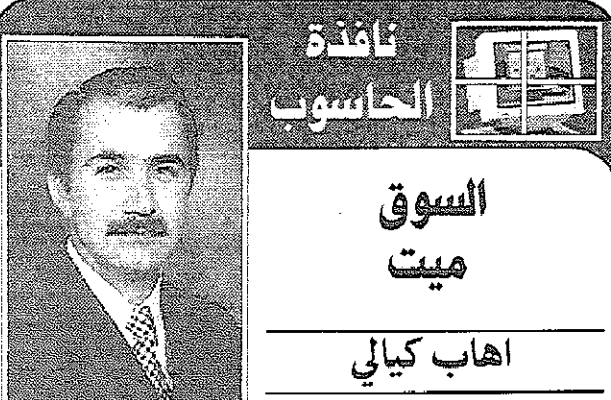 نافذة
الحاسوب
السوق
ميت
اهاب كيالي